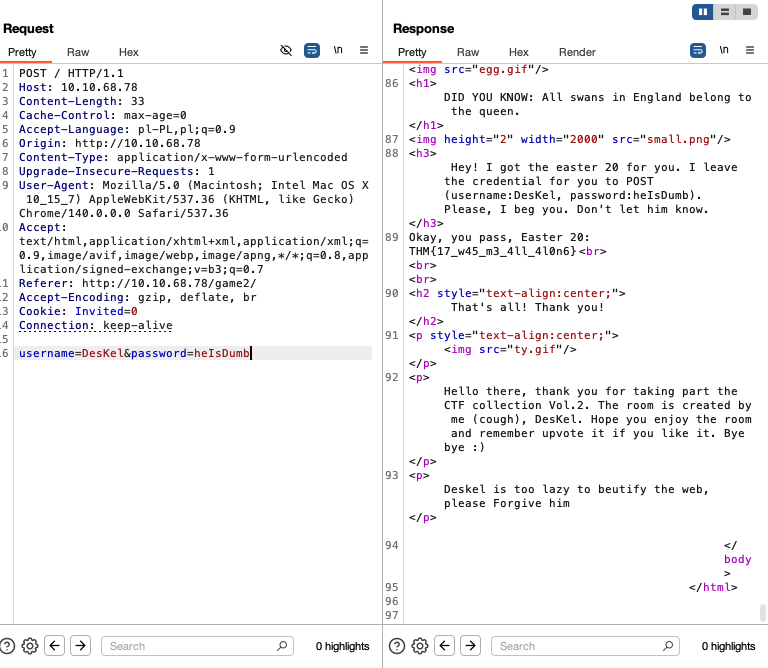 Request
Pretty Raw Hex \n
1 POST / HTTP/1.1
2 Host: 10.10.68.78
3 Content-Length: 33
4 Cache-Control: max-age=0
5 Accept-Language: pl-PL,pl;q=0.9
6 Origin: http://10.10.68.78
7 Content-Type: application/x-www-form-urlencoded
8 Upgrade-Insecure-Requests: 1
9 User-Agent: Mozilla/5.0 (Macintosh; Intel Mac OS X
10_15_7) AppleWebKit/537.36 (KHTML, like Gecko)
Chrome/140.0.0.0 Safari/537.36
0 Accept:
text/html,application/xhtml+xml,application/xml;q=
0.9,image/avif,image/webp,image/apng,*/*;q=0.8,app
lication/signed-exchange;v=b3;q=0.7
1 Referer: http://10.10.68.78/game2/
2 Accept-Encoding: gzip, deflate, br
3 Cookie: Invited=0
4 Connection: keep-alive
5
6 username=DesKel&password=heIsDumb
Search
0 highlights
Response
Pretty Raw Hex Render \n
<img src="egg.gif"/>
86 <h1>
DID YOU KNOW: All swans in England belong to
the queen.
</h1>
87 <img height="2" width="2000" src="small.png"/>
88 <h3>
Hey! I got the easter 20 for you. I leave
the credential for you to POST
(username:DesKel, password:heIsDumb).
Please, I beg you. Don't let him know.
</h3>
89 Okay, you pass, Easter 20:
THM{17_w45_m3_4ll_4l0n6}<br>
<br>
<br>
90 <h2 style="text-align:center;">
That's all! Thank you!
</h2>
91 <p style="text-align:center;">
<img src="ty.gif"/>
</p>
92 <p>
Hello there, thank you for taking part the
CTF collection Vol.2. The room is created by
me (cough), DesKel. Hope you enjoy the room
and remember upvote it if you like it. Bye
bye :)
</p>
93 <p>
Deskel is too lazy to beutify the web,
please Forgive him
</p>
94 </
body
>
95 </html>
96
97
Search
0 highlights